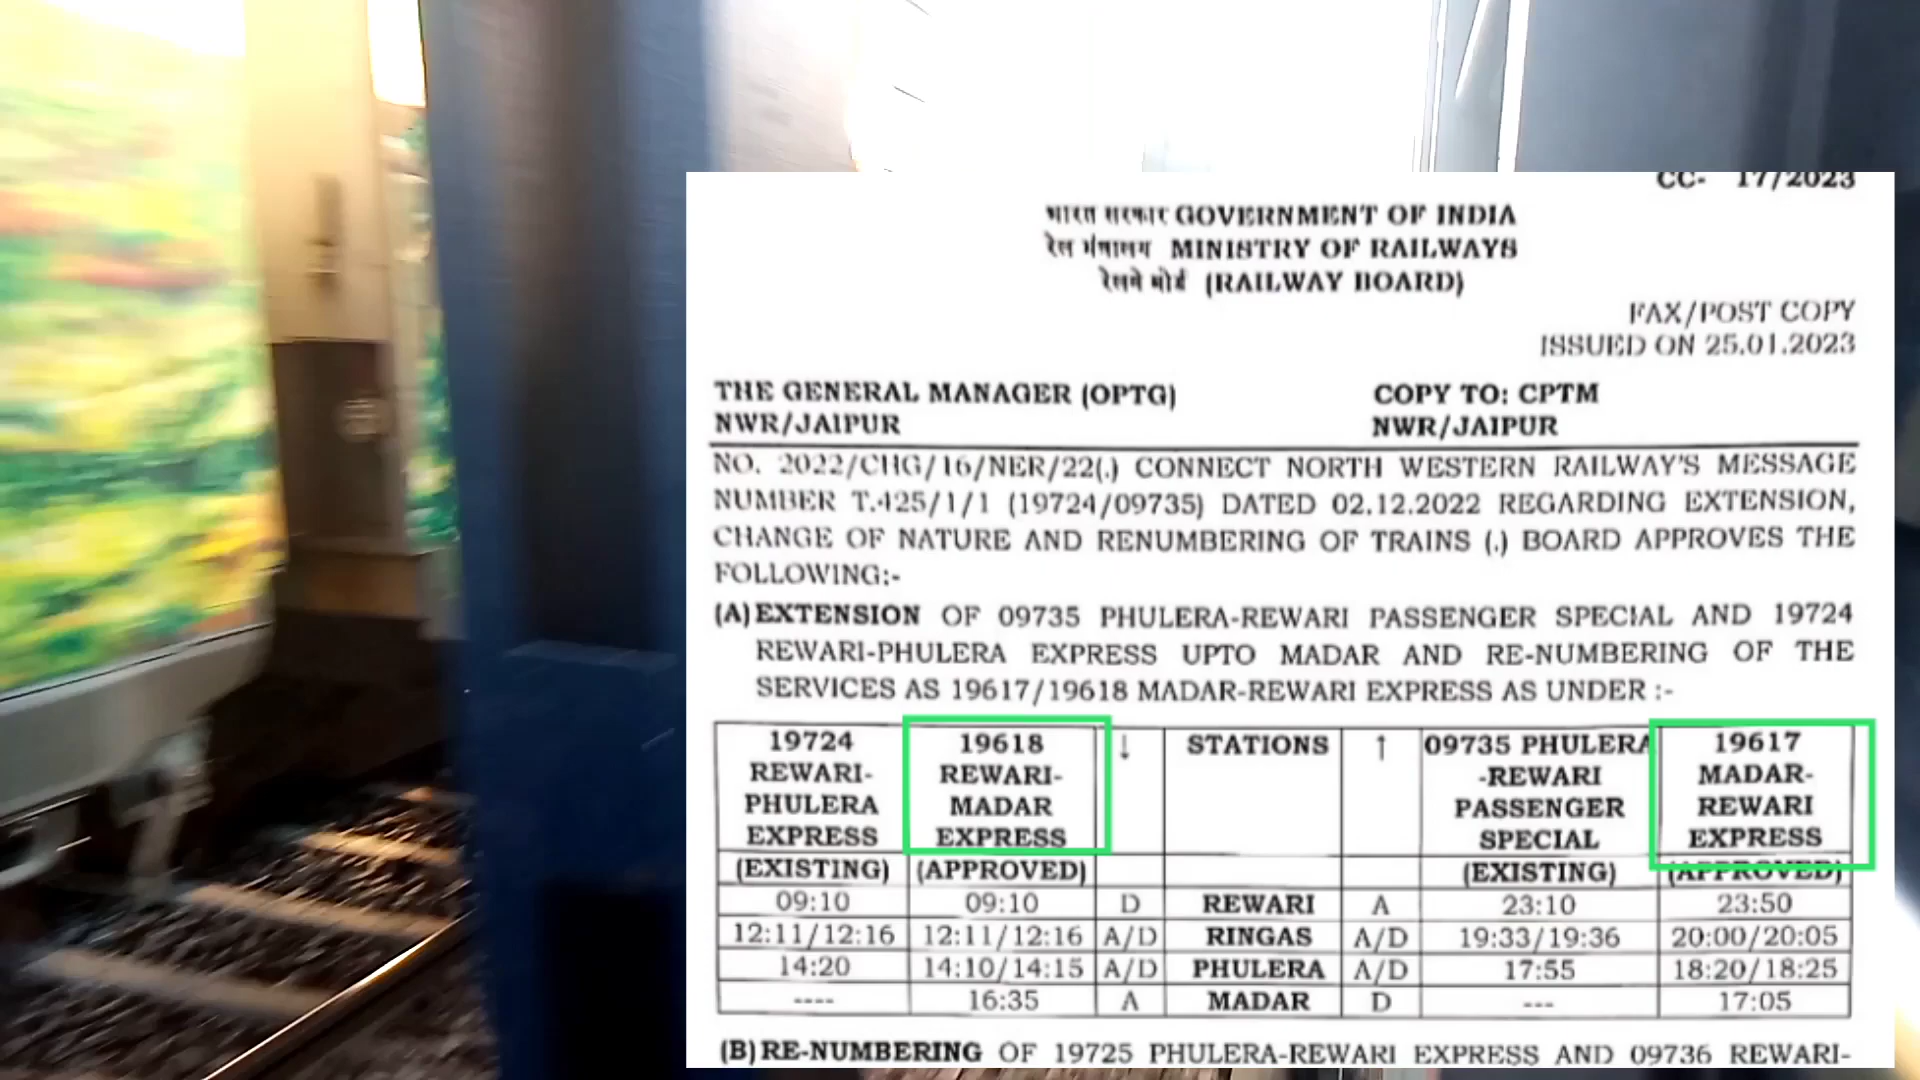 CC- 17/2023
भारत सरकार GOVERNMENT OF INDIA
रेल मंत्रालय MINISTRY OF RAILWAYS
रेलवे बोर्ड (RAILWAY BOARD)
FAX/POST COPY
ISSUED ON 25.01.2023
THE GENERAL MANAGER (OPTG) COPY TO: CPTM
NWR/JAIPUR NWR/JAIPUR
NO. 2022/CHG/16/NER/22(.) CONNECT NORTH WESTERN RAILWAY'S MESSAGE
NUMBER T.425/1/1 (19724/09735) DATED 02.12.2022 REGARDING EXTENSION,
CHANGE OF NATURE AND RENUMBERING OF TRAINS (.) BOARD APPROVES THE
FOLLOWING:-
(A) EXTENSION OF 09735 PHULERA-REWARI PASSENGER SPECIAL AND 19724
REWARI-PHULERA EXPRESS UPTO MADAR AND RE-NUMBERING OF THE
SERVICES AS 19617/19618 MADAR-REWARI EXPRESS AS UNDER :-
19724 19618 ↓ STATIONS ↑ 09735 PHULERA 19617
REWARI- REWARI- -REWARI MADAR-
PHULERA MADAR PASSENGER REWARI
EXPRESS EXPRESS SPECIAL EXPRESS
(EXISTING) (APPROVED) (EXISTING) (APPROVED)
09:10 09:10 D REWARI A 23:10 23:50
12:11/12:16 12:11/12:16 A/D RINGAS A/D 19:33/19:36 20:00/20:05
14:20 14:10/14:15 A/D PHULERA A/D 17:55 18:20/18:25
---- 16:35 A MADAR D --- 17:05
(B) RE-NUMBERING OF 19725 PHULERA-REWARI EXPRESS AND 09736 REWARI-